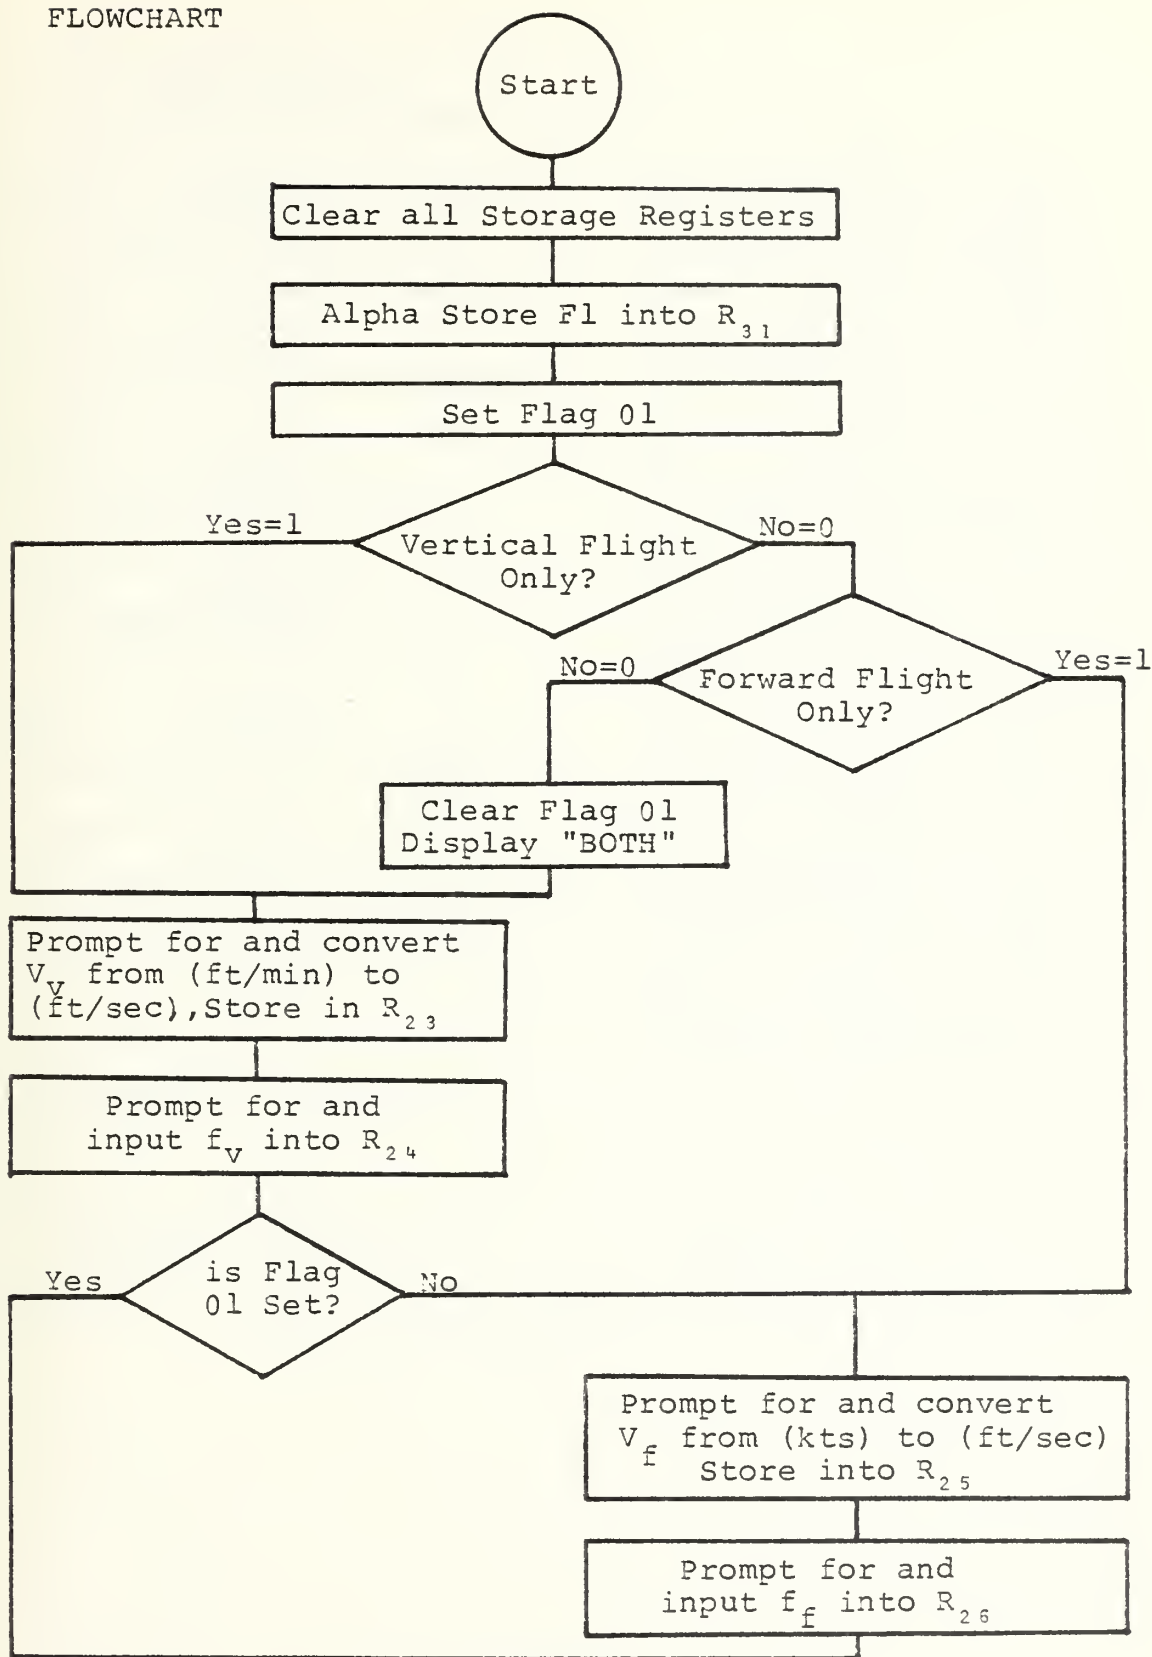 FLOWCHART
Start
Clear all Storage Registers
Alpha Store F1 into R31
Set Flag 01
Yes=1
Vertical Flight
Only?
No=0
No=0
Forward Flight
Only?
Yes=1
Clear Flag 01
Display "BOTH"
Prompt for and convert
Vv from (ft/min) to
(ft/sec),Store in R23
Prompt for and
input fv into R24
Yes
is Flag
01 Set?
No
Prompt for and convert
Vf from (kts) to (ft/sec)
Store into R25
Prompt for and
input ff into R26